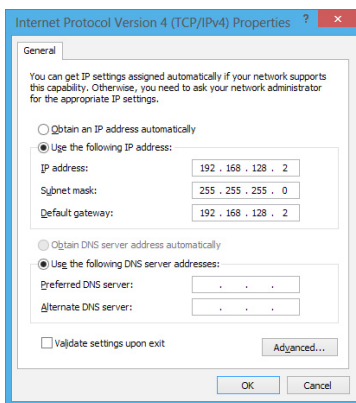 Internet Protocol Version 4 (TCP/IPv4) Properties ? ×
General
You can get IP settings assigned automatically if your network supports
this capability. Otherwise, you need to ask your network administrator
for the appropriate IP settings.
Obtain an IP address automatically
Use the following IP address:
IP address: 192 . 168 . 128 . 2
Subnet mask: 255 . 255 . 255 . 0
Default gateway: 192 . 168 . 128 . 2
Obtain DNS server address automatically
Use the following DNS server addresses:
Preferred DNS server: . . .
Alternate DNS server: . . .
Validate settings upon exit
Advanced...
OK Cancel